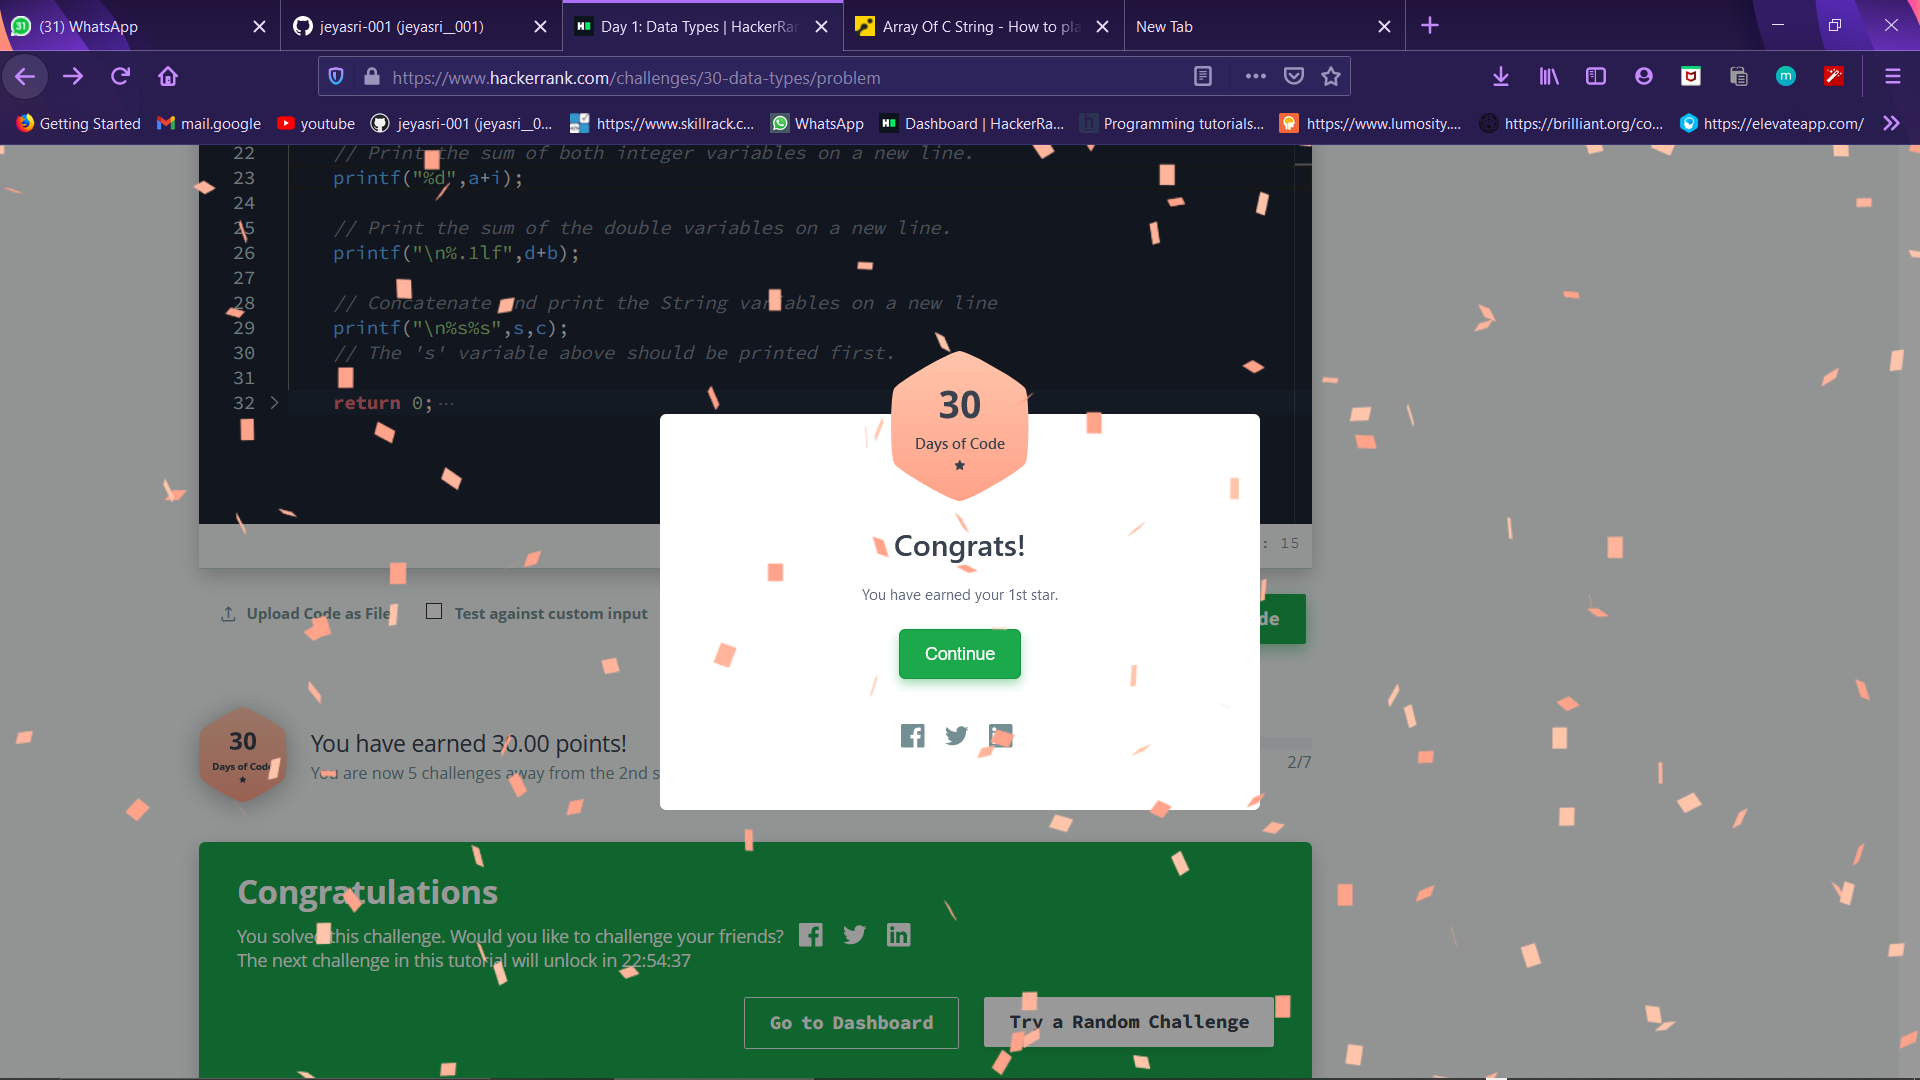 (31) WhatsApp
jeyasri-001 (jeyasri__001)
Day 1: Data Types | HackerRan
Array Of C String - How to pla
New Tab
https://www.hackerrank.com/challenges/30-data-types/problem
Getting Started
mail.google
youtube
jeyasri-001 (jeyasri__0...
https://www.skillrack.c...
WhatsApp
Dashboard | HackerRa...
Programming tutorials...
https://www.lumosity....
https://brilliant.org/co...
https://elevateapp.com/
22 // Print the sum of both integer variables on a new line.
23 printf("%d",a+i);
24
25 // Print the sum of the double variables on a new line.
26 printf("\n%.1lf",d+b);
27
28 // Concatenate and print the String variables on a new line
29 printf("\n%s%s",s,c);
30 // The 's' variable above should be printed first.
31
32 return 0;...
30
Days of Code
Congrats!
You have earned your 1st star.
Continue
: 15
Upload Code as File
Test against custom input
de
30
Days of Code
You have earned 30.00 points!
You are now 5 challenges away from the 2nd s
2/7
Congratulations
You solved this challenge. Would you like to challenge your friends?
The next challenge in this tutorial will unlock in 22:54:37
Go to Dashboard
Try a Random Challenge